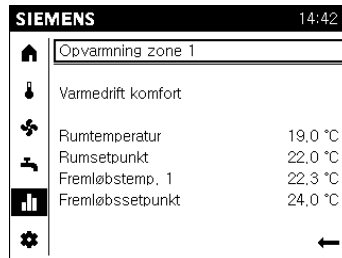 SIEMENS 14:42
Opvarmning zone 1
Varmedrift komfort
Rumtemperatur 19,0 °C
Rumsetpunkt 22,0 °C
Fremløbstemp. 1 22,3 °C
Fremløbssetpunkt 24,0 °C